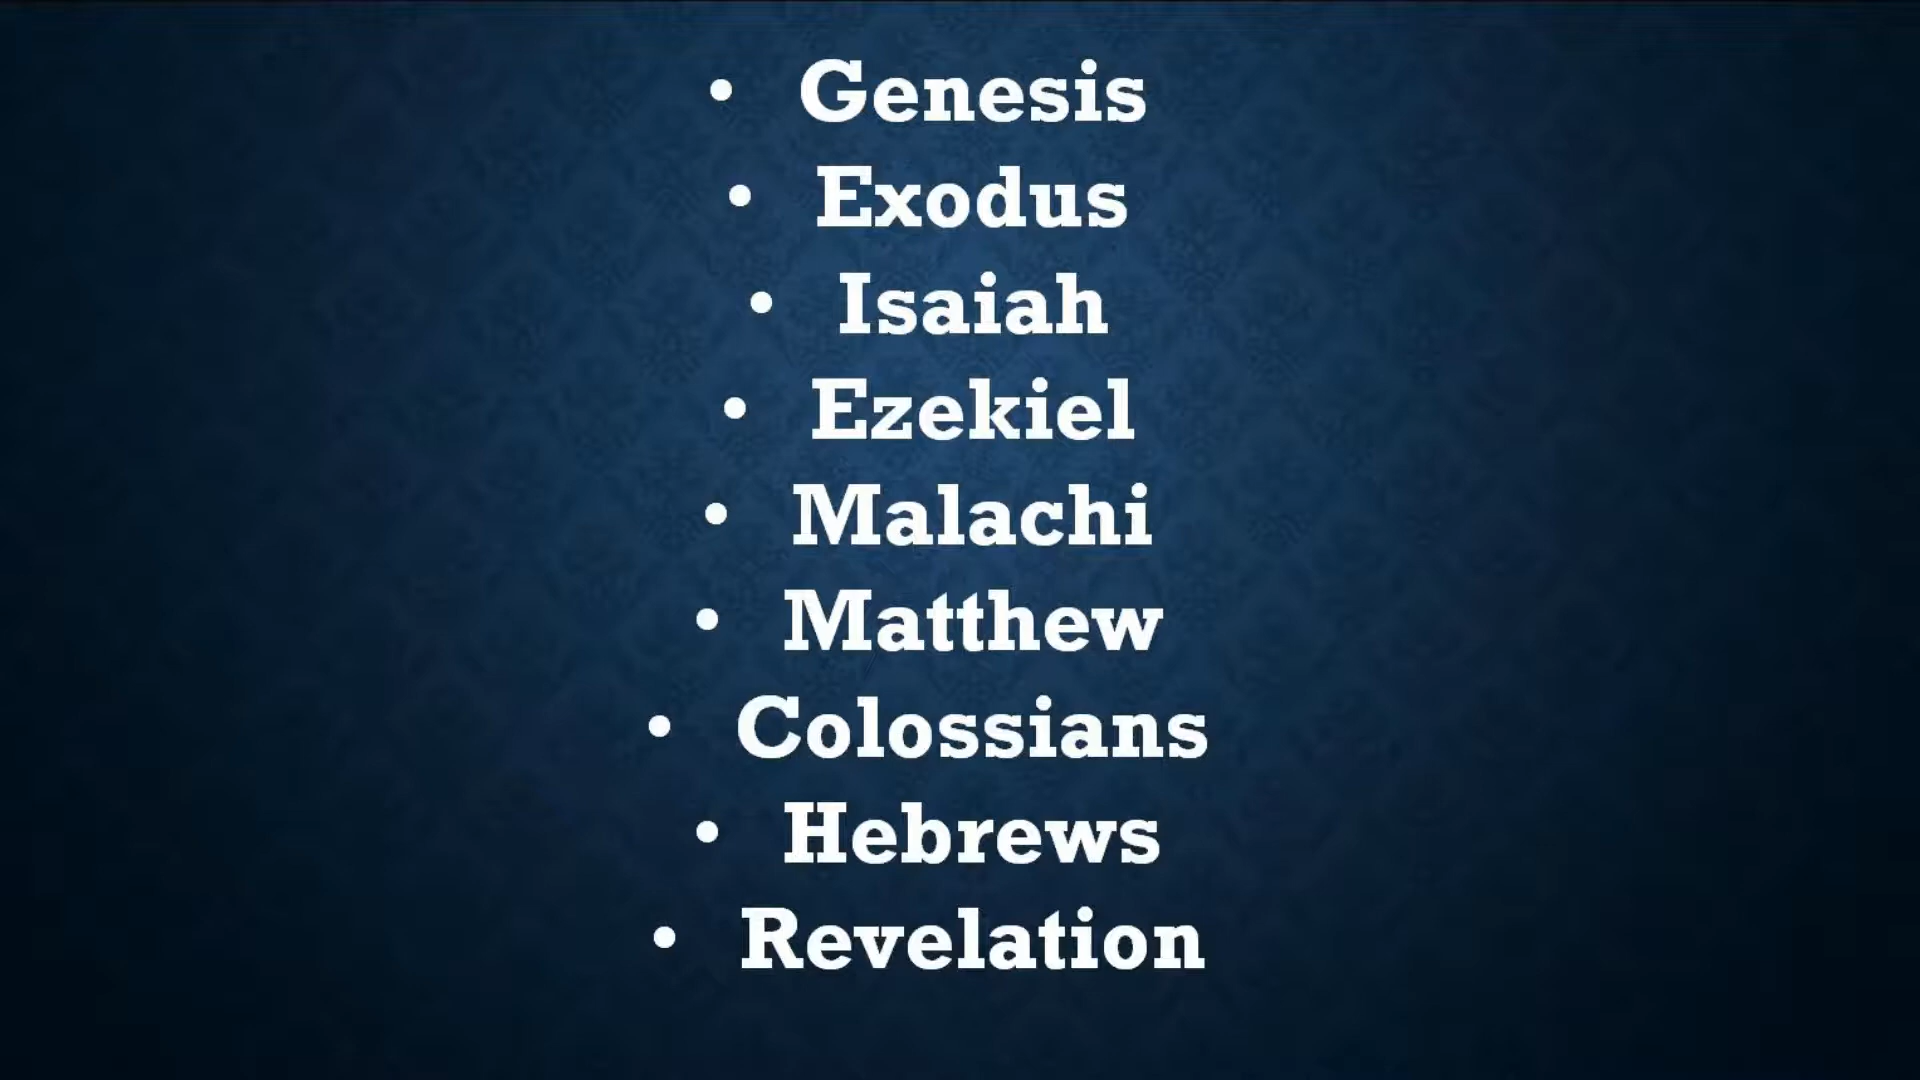 • Genesis
• Exodus
• Isaiah
• Ezekiel
• Malachi
• Matthew
• Colossians
• Hebrews
• Revelation